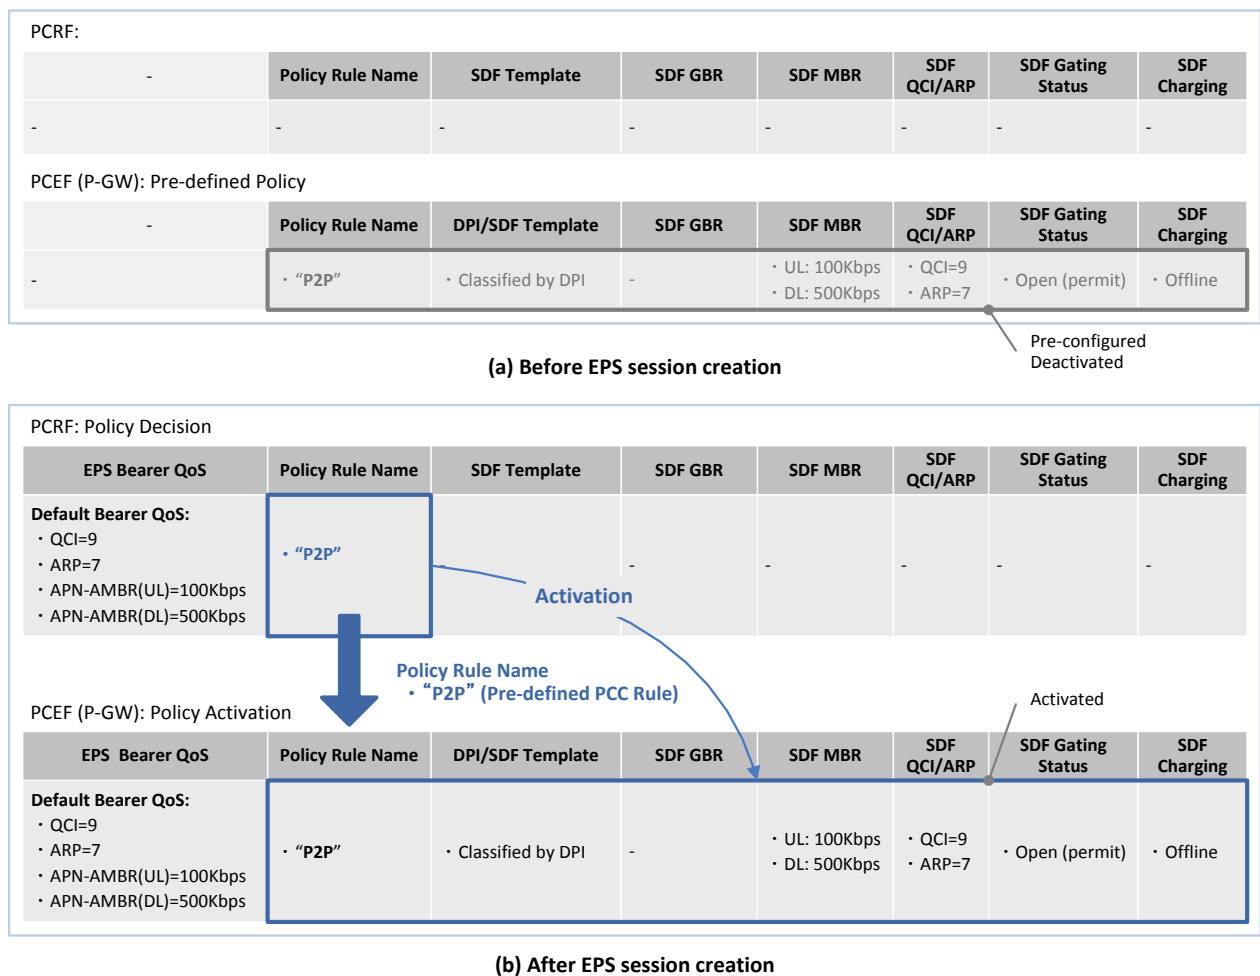 PCRF:
- Policy Rule Name SDF Template SDF GBR SDF MBR SDF QCI/ARP SDF Gating Status SDF Charging
- - - - - - - -
PCEF (P-GW): Pre-defined Policy
- Policy Rule Name DPI/SDF Template SDF GBR SDF MBR SDF QCI/ARP SDF Gating Status SDF Charging
- · “P2P” · Classified by DPI - · UL: 100Kbps · QCI=9 · Open (permit) · Offline
· DL: 500Kbps · ARP=7
Pre-configured
Deactivated
(a) Before EPS session creation
PCRF: Policy Decision
EPS Bearer QoS Policy Rule Name SDF Template SDF GBR SDF MBR SDF QCI/ARP SDF Gating Status SDF Charging
Default Bearer QoS:
· QCI=9
· ARP=7
· APN-AMBR(UL)=100Kbps
· APN-AMBR(DL)=500Kbps
· “P2P” - - - - - -
Activation
Policy Rule Name
· “P2P” (Pre-defined PCC Rule)
PCEF (P-GW): Policy Activation
Activated
EPS Bearer QoS Policy Rule Name DPI/SDF Template SDF GBR SDF MBR SDF QCI/ARP SDF Gating Status SDF Charging
Default Bearer QoS:
· QCI=9
· ARP=7
· APN-AMBR(UL)=100Kbps
· APN-AMBR(DL)=500Kbps
· “P2P” · Classified by DPI - · UL: 100Kbps · QCI=9 · Open (permit) · Offline
· DL: 500Kbps · ARP=7
(b) After EPS session creation